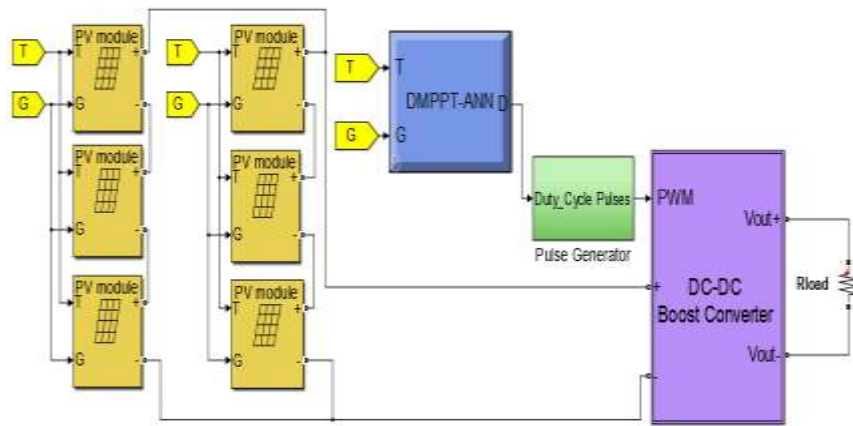 T
G
PV module
T
+
G
-
PV module
T
+
G
-
PV module
T
+
G
-
T
G
PV module
T
+
G
-
PV module
T
+
G
-
PV module
T
+
G
-
T
G
T
DMPPT-ANN D
G
Duty_Cycle Pulses
Pulse Generator
PWM
Vout+
+
DC-DC
Boost Converter
Vout-
-
Rload